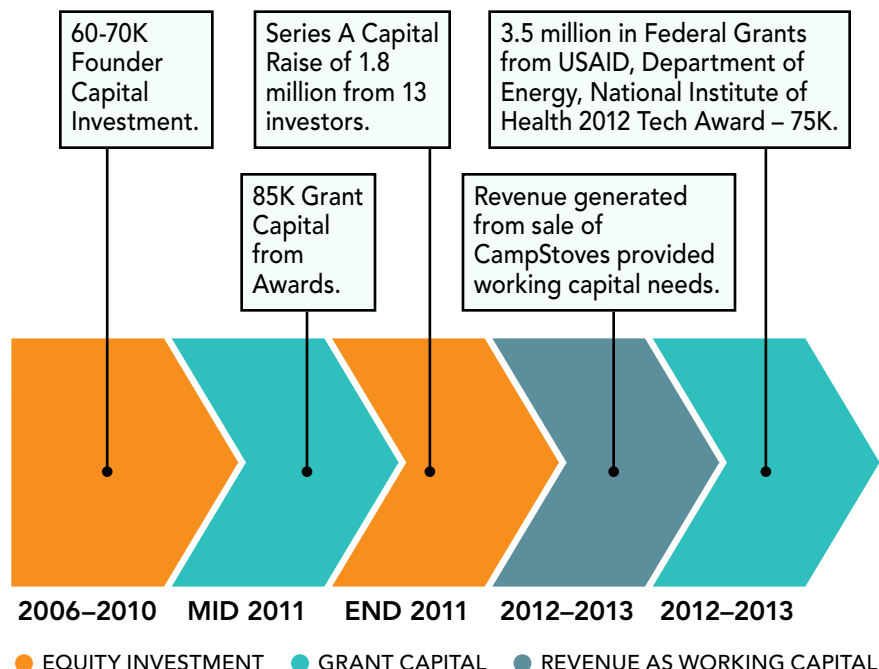 60-70K
Founder
Capital
Investment.
Series A Capital
Raise of 1.8
million from 13
investors.
3.5 million in Federal Grants
from USAID, Department of
Energy, National Institute of
Health 2012 Tech Award – 75K.
85K Grant
Capital
from
Awards.
Revenue generated
from sale of
CampStoves provided
working capital needs.
2006–2010 MID 2011 END 2011 2012–2013 2012–2013
EQUITY INVESTMENT GRANT CAPITAL REVENUE AS WORKING CAPITAL